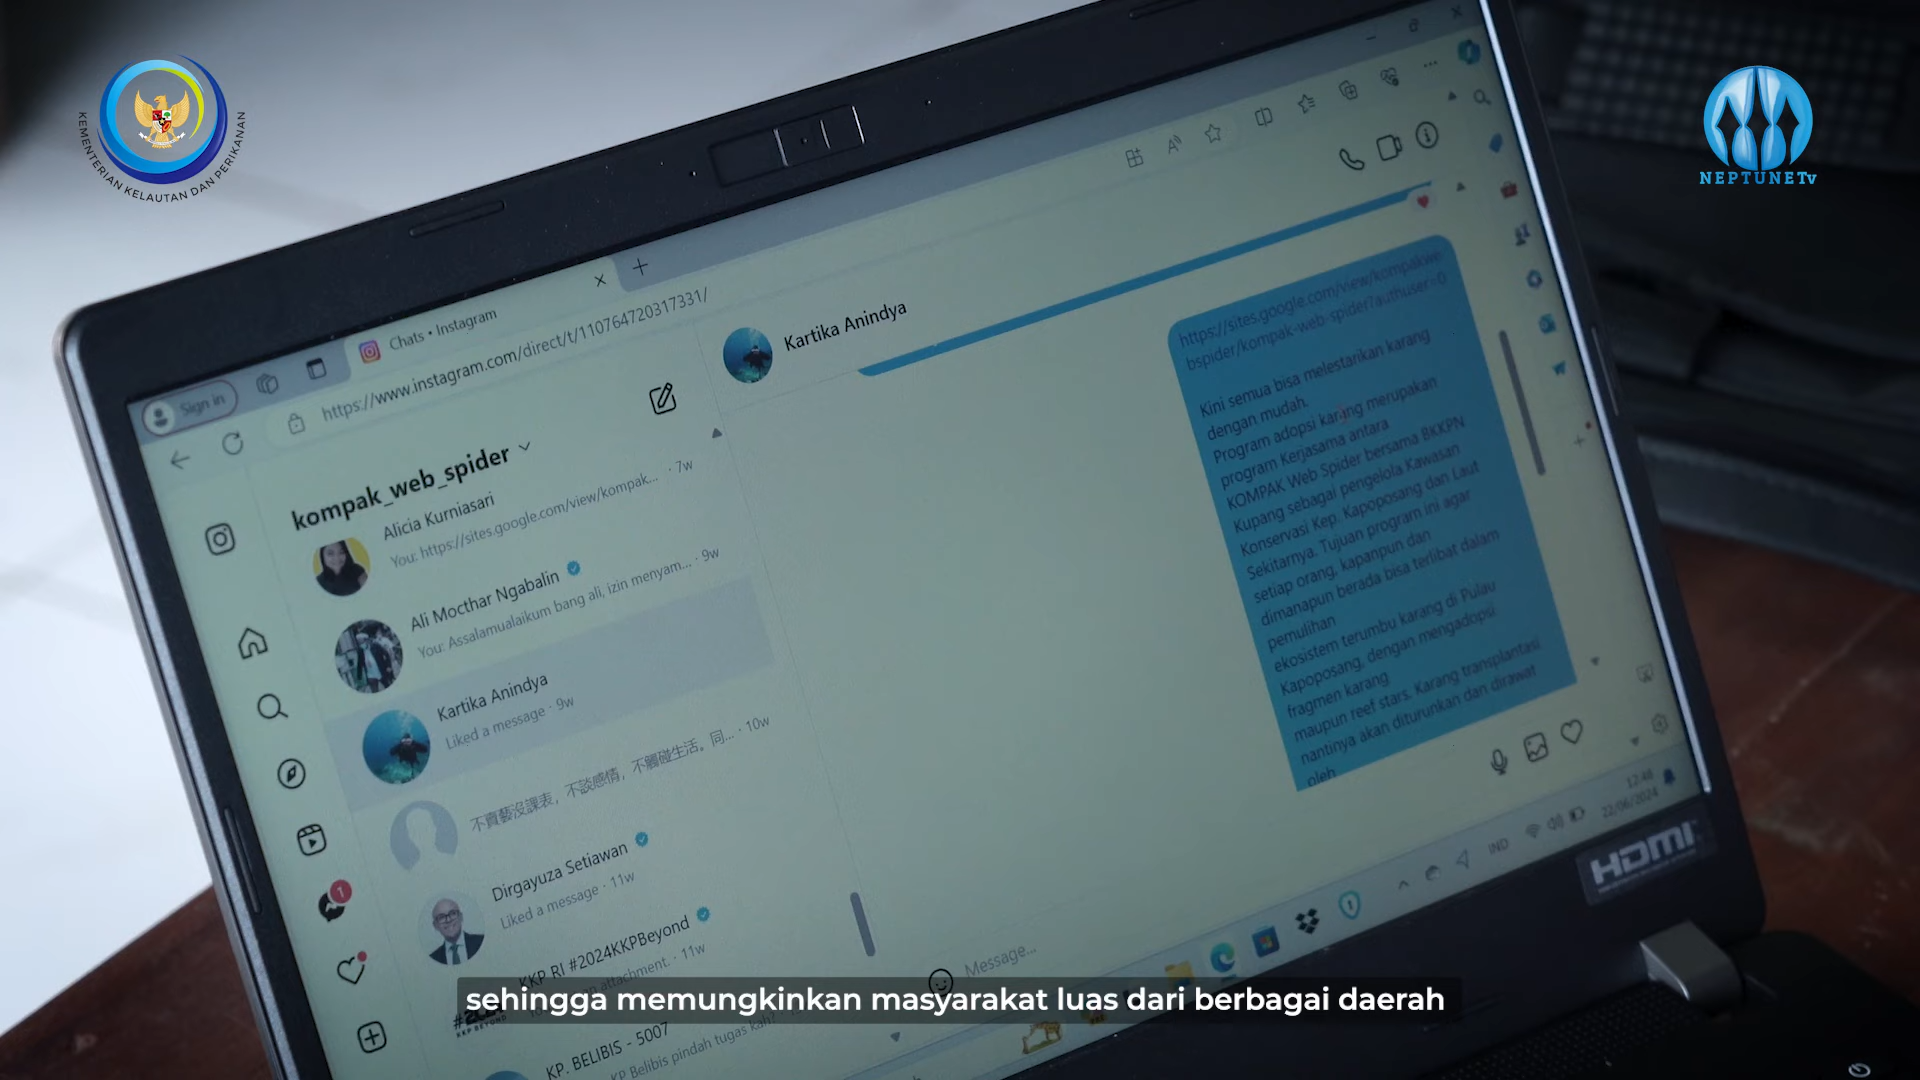 KEMENTERIAN KELAUTAN DAN PERIKANAN
NEPTUNETV
Chats • Instagram
Sign in
https://www.instagram.com/direct/t/110764720317331/
kompak_web_spider
Alicia Kurniasari
You: https://sites.google.com/view/kompak... · 7w
Ali Mocthar Ngabalin
You: Assalamualaikum bang ali, izin menyam... · 9w
Kartika Anindya
Liked a message · 9w
不賣藝沒課表，不談感情，不觸碰生活。同... · 10w
Dirgayuza Setiawan
Liked a message · 11w
KKP RI #2024KKPBeyond
attachment. · 11w
KP. BELIBIS - 5007
KP Belibis pindah tugas kah?
1
Kartika Anindya
https://sites.google.com/view/kompakwe
bspider/kompak-web-spider?authuser=0
Kini semua bisa melestarikan karang
dengan mudah.
Program adopsi karang merupakan
program Kerjasama antara
KOMPAK Web Spider bersama BKKPN
Kupang sebagai pengelola Kawasan
Konservasi Kep. Kapoposang dan Laut
Sekitarnya. Tujuan program ini agar
setiap orang, kapanpun dan
dimanapun berada bisa terlibat dalam
pemulihan
ekosistem terumbu karang di Pulau
Kapoposang, dengan mengadopsi
fragmen karang
maupun reef stars. Karang transplantasi
nantinya akan diturunkan dan dirawat
oleh
Message...
IND
12:48
22/06/2024
HDMI
sehingga memungkinkan masyarakat luas dari berbagai daerah